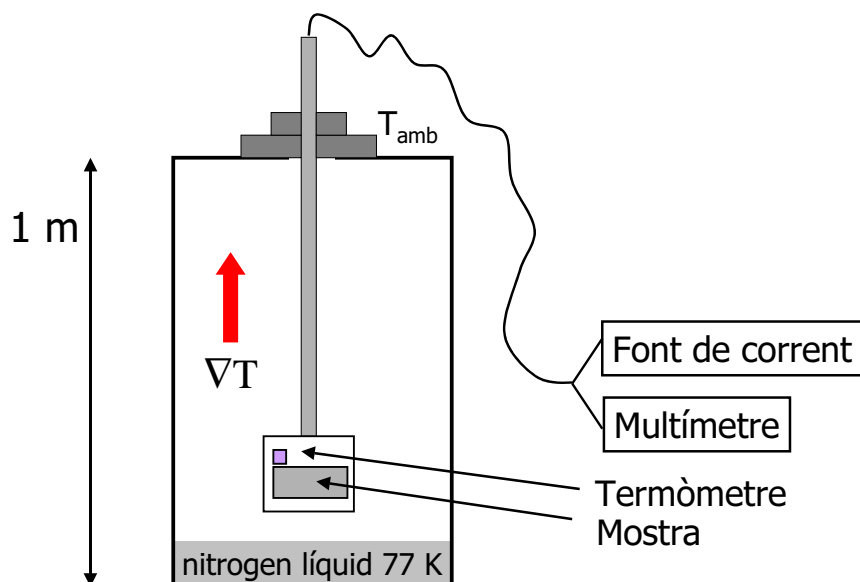 T_amb
1 m
∇T
Font de corrent
Multímetre
Termòmetre
Mostra
nitrogen líquid 77 K